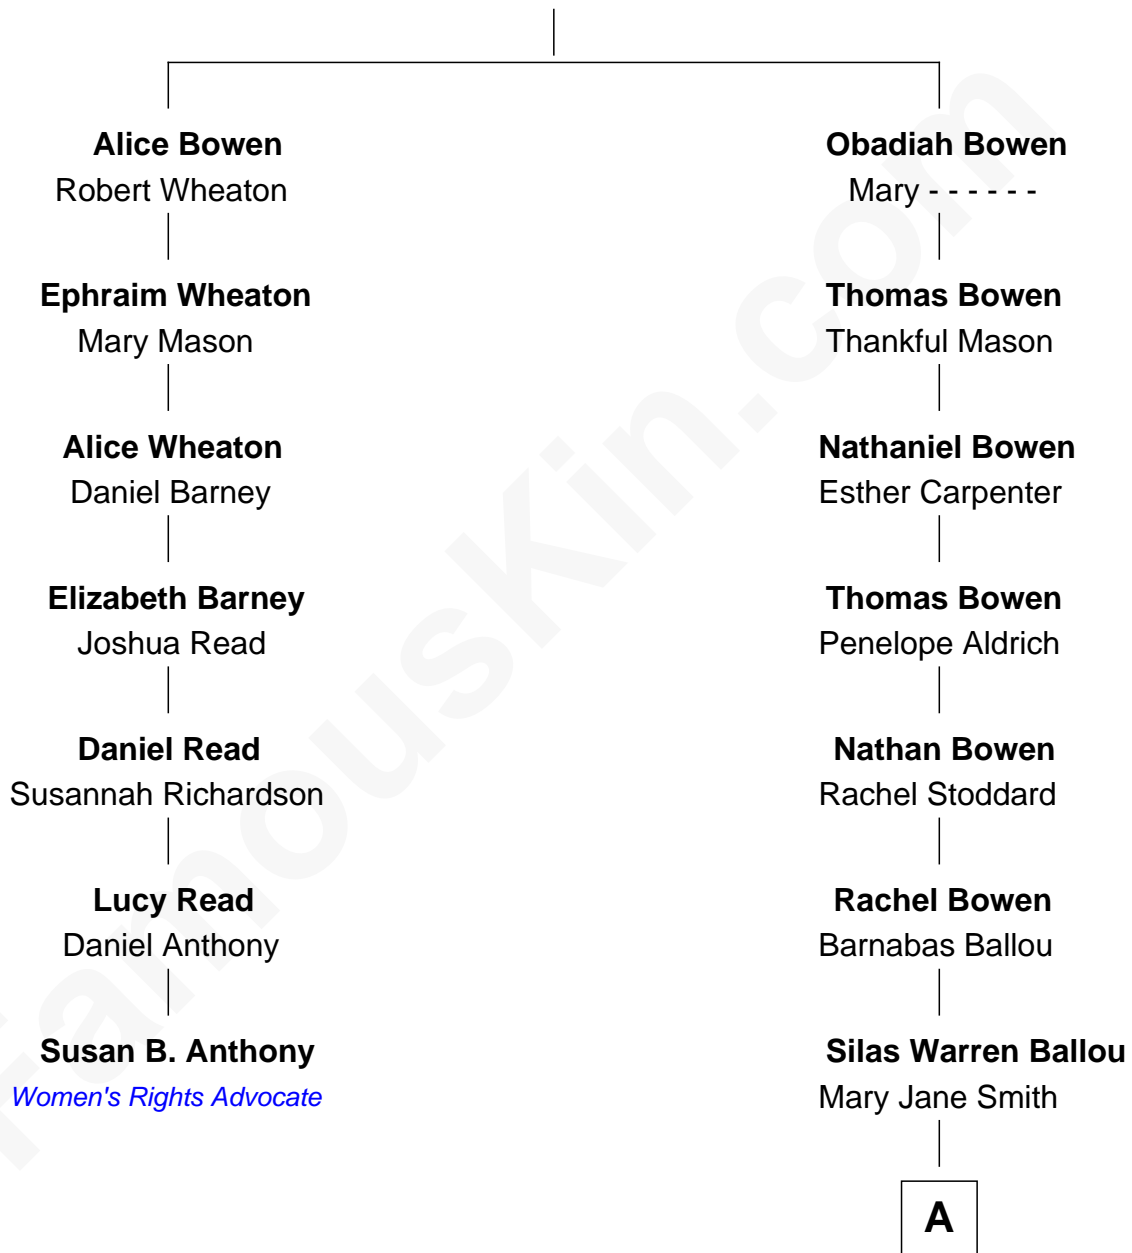 Alice Bowen
Robert Wheaton
Ephraim Wheaton
Mary Mason
Alice Wheaton
Daniel Barney
Elizabeth Barney
Joshua Read
Daniel Read
Susannah Richardson
Lucy Read
Daniel Anthony
Susan B. Anthony
Women's Rights Advocate
Obadiah Bowen
Mary - - - - - -
Thomas Bowen
Thankful Mason
Nathaniel Bowen
Esther Carpenter
Thomas Bowen
Penelope Aldrich
Nathan Bowen
Rachel Stoddard
Rachel Bowen
Barnabas Ballou
Silas Warren Ballou
Mary Jane Smith
A
FamousKin.com